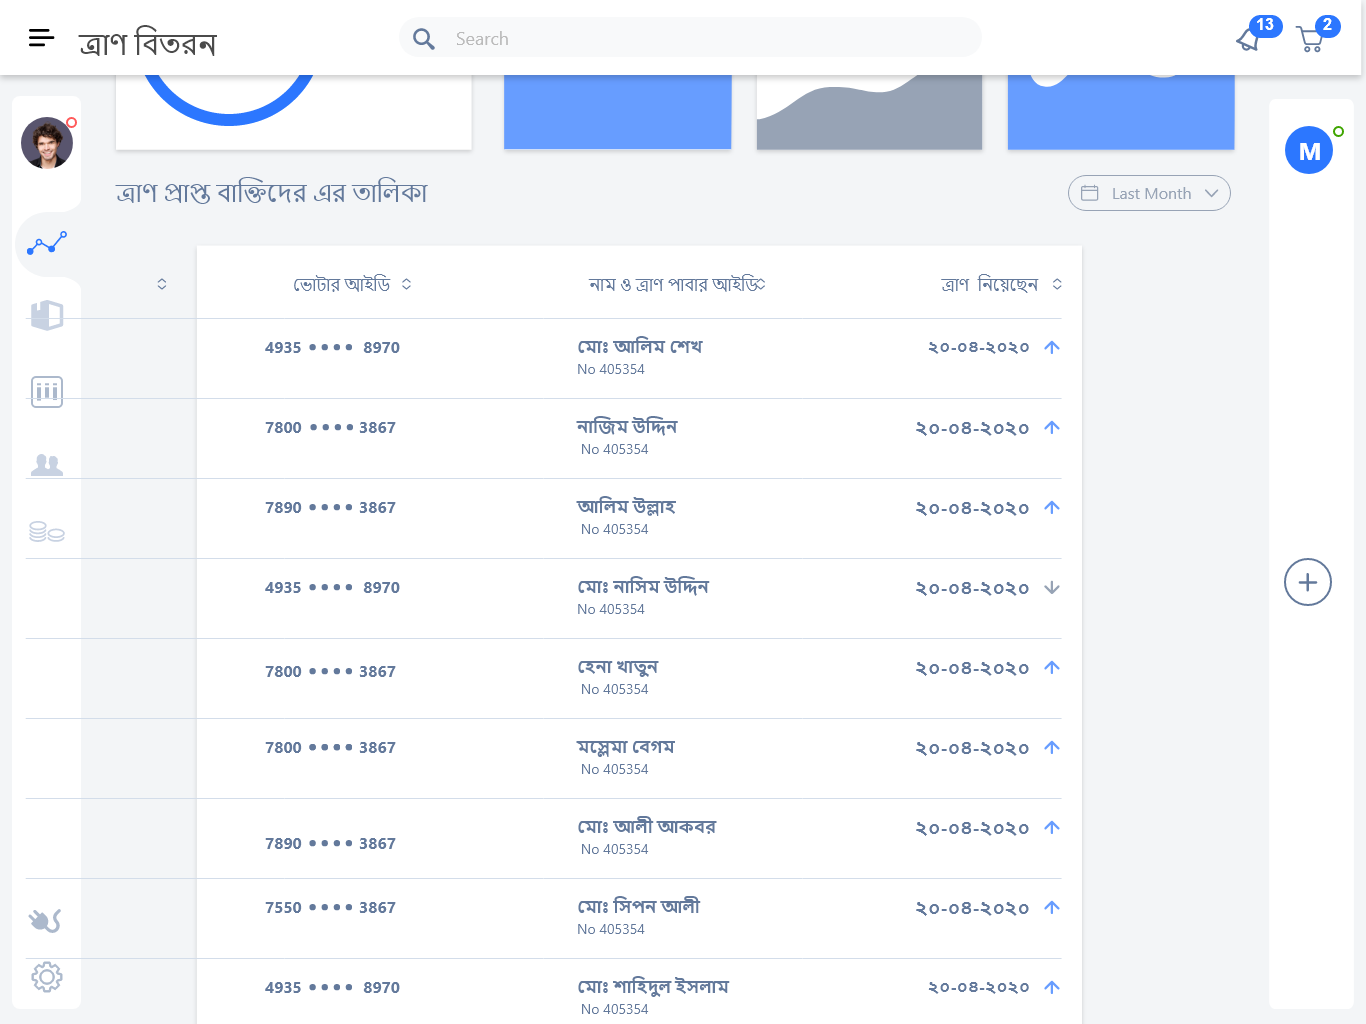 ত্রাণ বিতরন
Search
13
2
ত্রাণ প্রাপ্ত ব্যক্তিদের এর তালিকা
Last Month
M
ভোটার আইডি
নাম ও ত্রাণ পাবার আইডি
ত্রাণ নিয়েছেন
4935 •••• 8970
মোঃ আলিম শেখ
২০-০৪-২০২০
No 405354
7800 •••• 3867
নাজিম উদ্দিন
২০-০৪-২০২০
No 405354
7890 •••• 3867
আলিম উল্লাহ
২০-০৪-২০২০
No 405354
4935 •••• 8970
মোঃ নাসিম উদ্দিন
২০-০৪-২০২০
No 405354
7800 •••• 3867
হেনা খাতুন
২০-০৪-২০২০
No 405354
7800 •••• 3867
মস্লেমা বেগম
২০-০৪-২০২০
No 405354
7890 •••• 3867
মোঃ আলী আকবর
২০-০৪-২০২০
No 405354
7550 •••• 3867
মোঃ সিপন আলী
২০-০৪-২০২০
No 405354
4935 •••• 8970
মোঃ শাহিদুল ইসলাম
২০-০৪-২০২০
No 405354